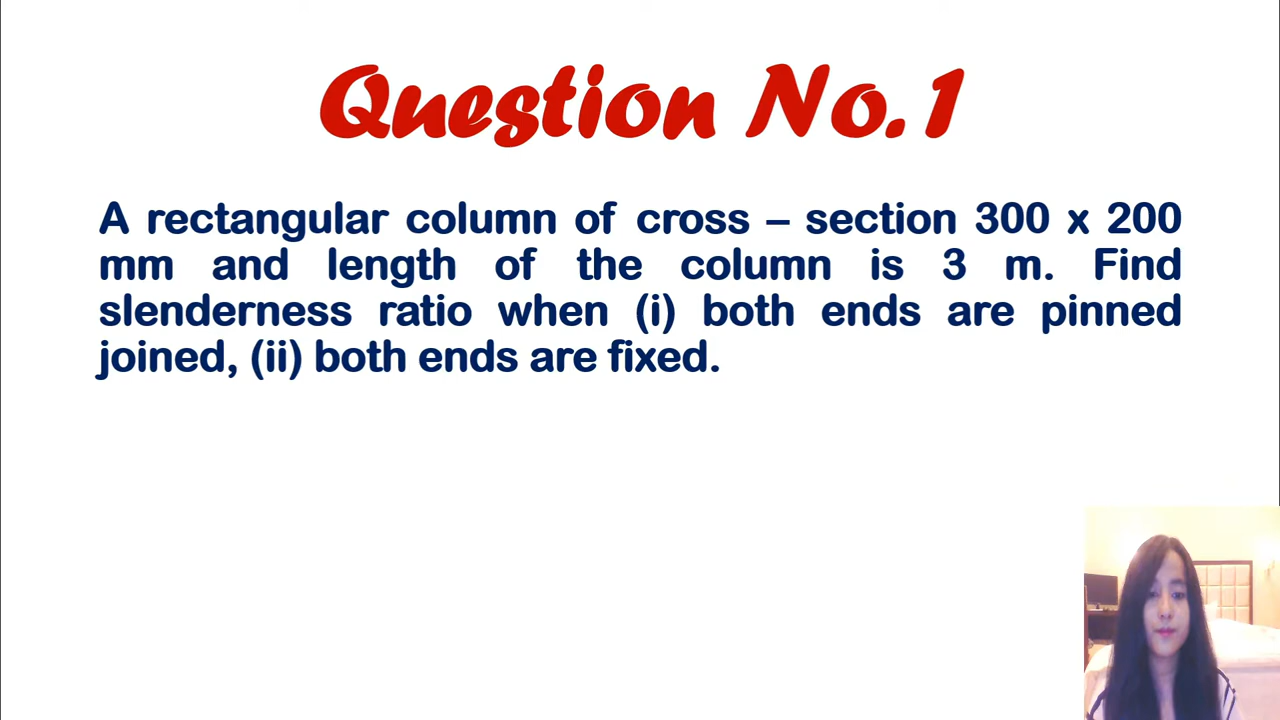 Question No. 1
A rectangular column of cross – section 300 x 200
mm and length of the column is 3 m. Find
slenderness ratio when (i) both ends are pinned
joined, (ii) both ends are fixed.